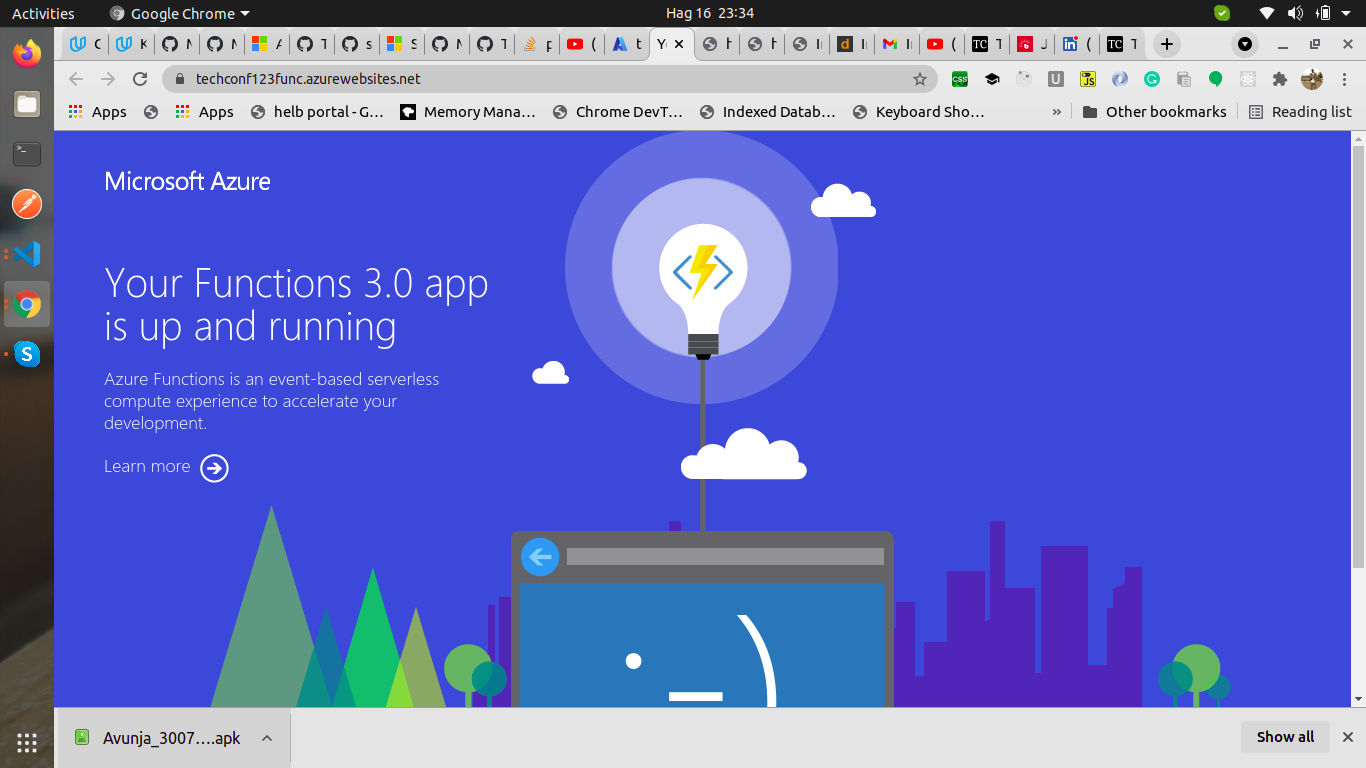 Activities
Google Chrome
Hag 16 23:34
techconf123func.azurewebsites.net
Apps
Apps
helb portal - G…
Memory Mana…
Chrome DevT…
Indexed Datab…
Keyboard Sho…
»
Other bookmarks
Reading list
Microsoft Azure
Your Functions 3.0 app
is up and running
Azure Functions is an event-based serverless
compute experience to accelerate your
development.
Learn more
Avunja_3007….apk
Show all